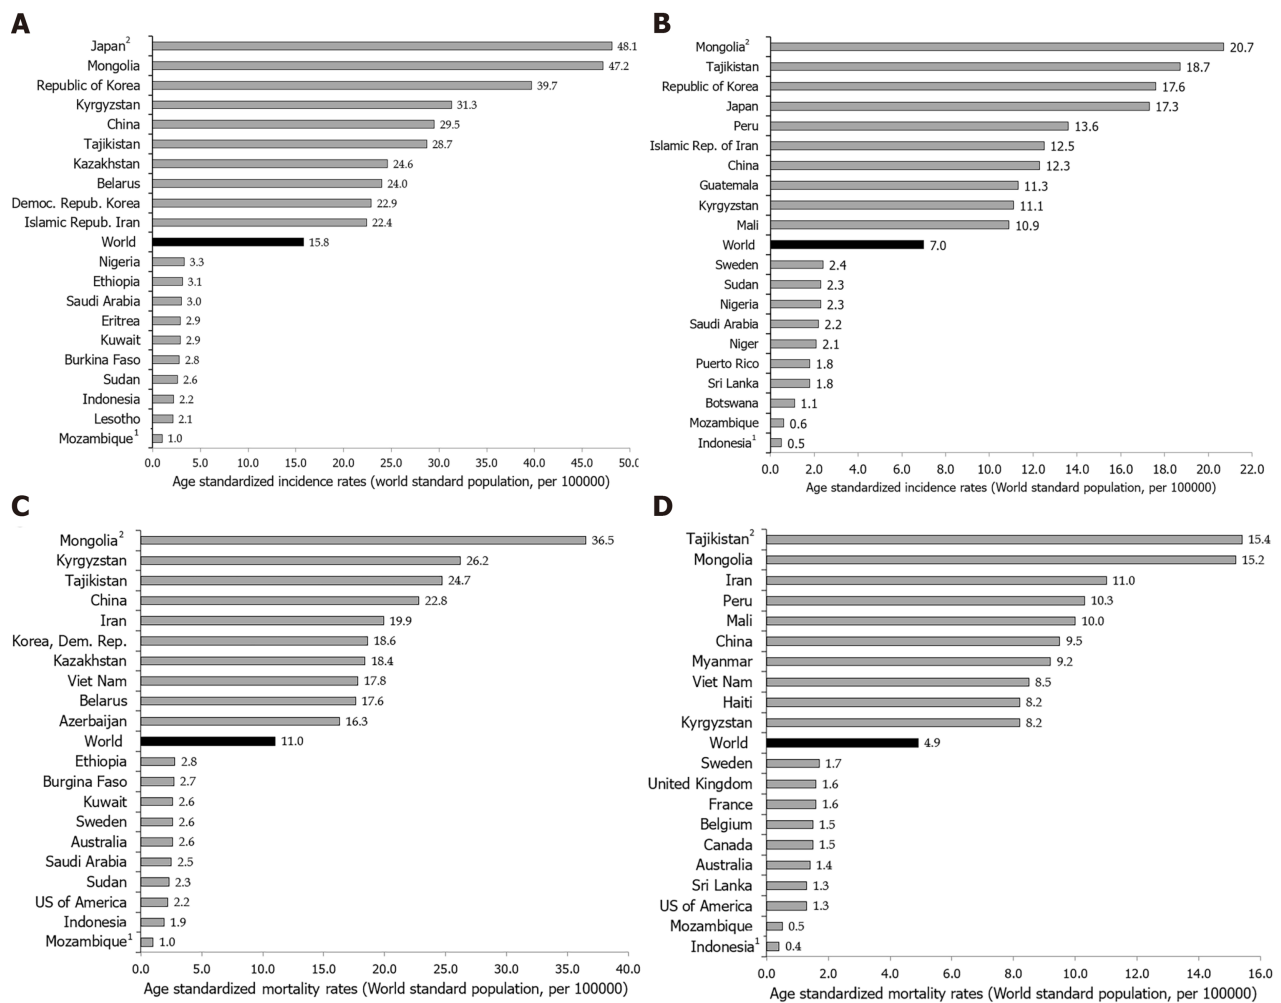 A
Japan2 48.1
Mongolia 47.2
Republic of Korea 39.7
Kyrgyzstan 31.3
China 29.5
Tajikistan 28.7
Kazakhstan 24.6
Belarus 24.0
Democ. Repub. Korea 22.9
Islamic Repub. Iran 22.4
World 15.8
Nigeria 3.3
Ethiopia 3.1
Saudi Arabia 3.0
Eritrea 2.9
Kuwait 2.9
Burkina Faso 2.8
Sudan 2.6
Indonesia 2.2
Lesotho 2.1
Mozambique1 1.0
0.0 5.0 10.0 15.0 20.0 25.0 30.0 35.0 40.0 45.0 50.0
Age standardized incidence rates (world standard population, per 100000)
B
Mongolia2 20.7
Tajikistan 18.7
Republic of Korea 17.6
Japan 17.3
Peru 13.6
Islamic Rep. of Iran 12.5
China 12.3
Guatemala 11.3
Kyrgyzstan 11.1
Mali 10.9
World 7.0
Sweden 2.4
Sudan 2.3
Nigeria 2.3
Saudi Arabia 2.2
Niger 2.1
Puerto Rico 1.8
Sri Lanka 1.8
Botswana 1.1
Mozambique 0.6
Indonesia1 0.5
0.0 2.0 4.0 6.0 8.0 10.0 12.0 14.0 16.0 18.0 20.0 22.0
Age standardized incidence rates (World standard population, per 100000)
C
Mongolia2 36.5
Kyrgyzstan 26.2
Tajikistan 24.7
China 22.8
Iran 19.9
Korea, Dem. Rep. 18.6
Kazakhstan 18.4
Viet Nam 17.8
Belarus 17.6
Azerbaijan 16.3
World 11.0
Ethiopia 2.8
Burgina Faso 2.7
Kuwait 2.6
Sweden 2.6
Australia 2.6
Saudi Arabia 2.5
Sudan 2.3
US of America 2.2
Indonesia 1.9
Mozambique1 1.0
0.0 5.0 10.0 15.0 20.0 25.0 30.0 35.0 40.0
Age standardized mortality rates (World standard population, per 100000)
D
Tajikistan2 15.4
Mongolia 15.2
Iran 11.0
Peru 10.3
Mali 10.0
China 9.5
Myanmar 9.2
Viet Nam 8.5
Haiti 8.2
Kyrgyzstan 8.2
World 4.9
Sweden 1.7
United Kingdom 1.6
France 1.6
Belgium 1.5
Canada 1.5
Australia 1.4
Sri Lanka 1.3
US of America 1.3
Mozambique 0.5
Indonesia1 0.4
0.0 2.0 4.0 6.0 8.0 10.0 12.0 14.0 16.0
Age standardized mortality rates (World standard population, per 100000)